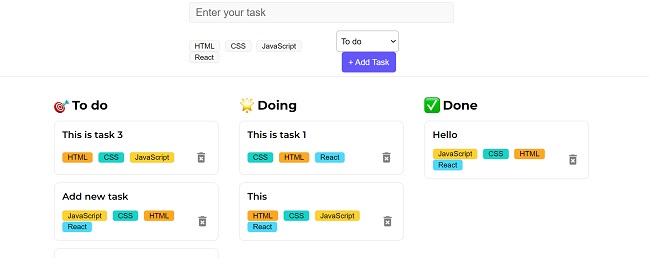 Enter your task
HTML CSS JavaScript To do
React
+ Add Task
To do
This is task 3
HTML CSS JavaScript
Add new task
JavaScript CSS HTML
React
Doing
This is task 1
CSS HTML React
This
HTML CSS JavaScript
React
Done
Hello
JavaScript CSS HTML
React